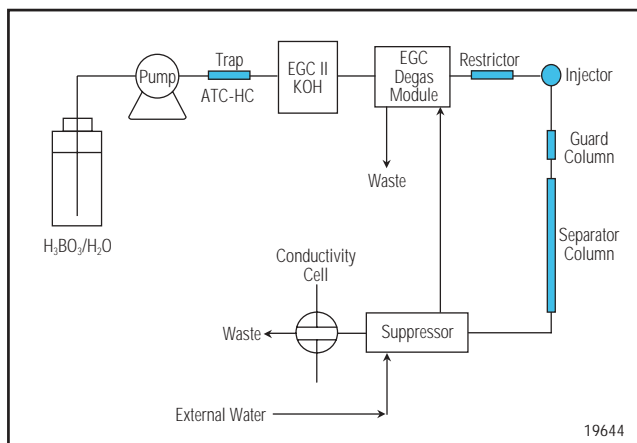 Pump
Trap
ATC-HC
EGC II
KOH
EGC
Degas
Module
Restrictor
Injector
Guard
Column
Separator
Column
Waste
H₃BO₃/H₂O
Conductivity
Cell
Waste
Suppressor
External Water
19644